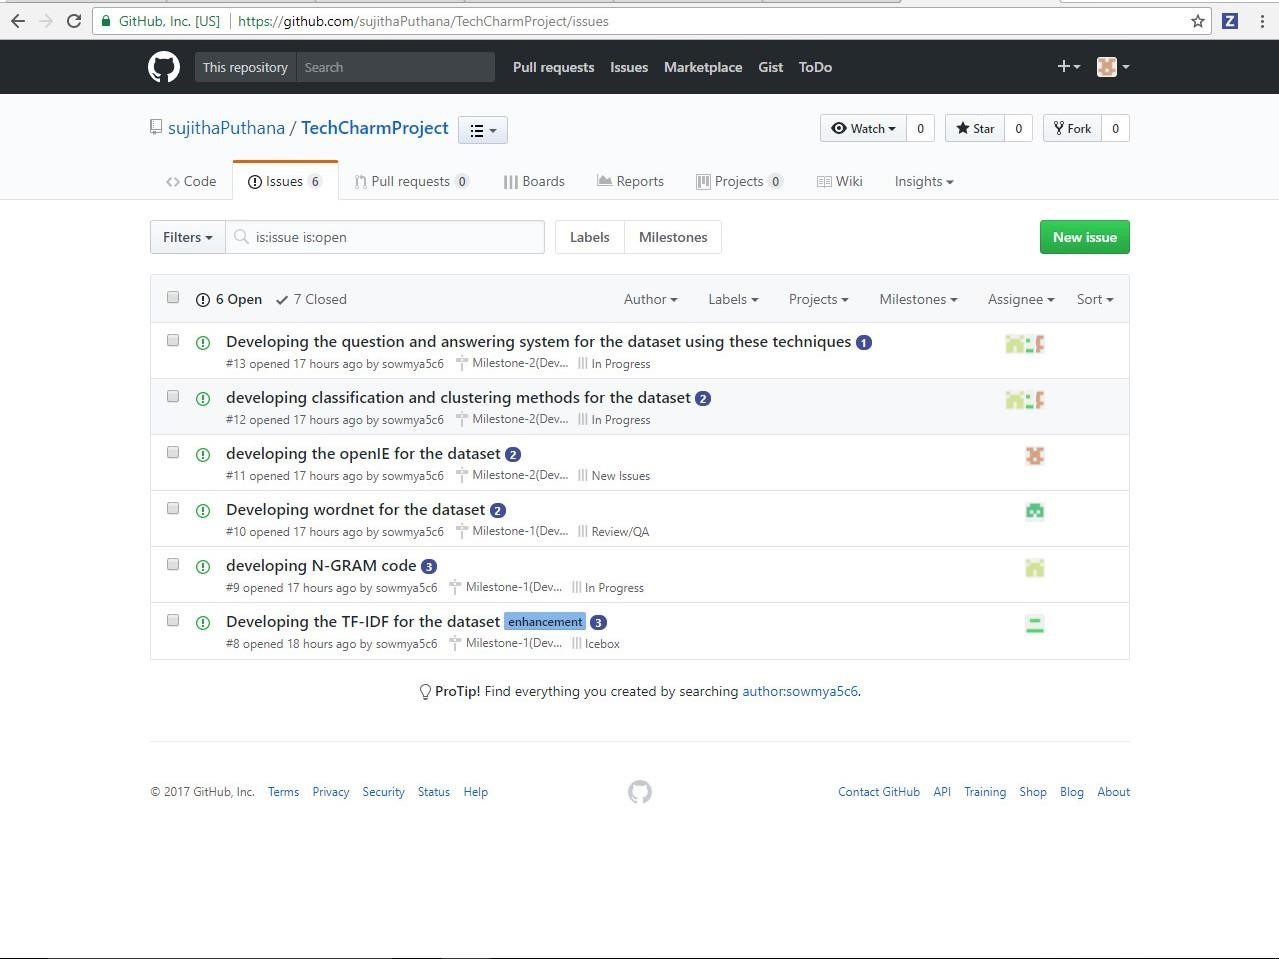 GitHub, Inc. [US] https://github.com/sujithaPuthana/TechCharmProject/issues Z
This repository Search Pull requests Issues Marketplace Gist ToDo
sujithaPuthana / TechCharmProject Watch 0 Star 0 Fork 0
Code Issues 6 Pull requests 0 Boards Reports Projects 0 Wiki Insights
Filters is:issue is:open Labels Milestones New issue
6 Open 7 Closed Author Labels Projects Milestones Assignee Sort
Developing the question and answering system for the dataset using these techniques 1
#13 opened 17 hours ago by sowmya5c6 Milestone-2(Dev... In Progress
developing classification and clustering methods for the dataset 2
#12 opened 17 hours ago by sowmya5c6 Milestone-2(Dev... In Progress
developing the openIE for the dataset 2
#11 opened 17 hours ago by sowmya5c6 Milestone-2(Dev... New Issues
Developing wordnet for the dataset 2
#10 opened 17 hours ago by sowmya5c6 Milestone-1(Dev... Review/QA
developing N-GRAM code 3
#9 opened 17 hours ago by sowmya5c6 Milestone-1(Dev... In Progress
Developing the TF-IDF for the dataset enhancement 3
#8 opened 18 hours ago by sowmya5c6 Milestone-1(Dev... Icebox
ProTip! Find everything you created by searching author:sowmya5c6.
© 2017 GitHub, Inc. Terms Privacy Security Status Help Contact GitHub API Training Shop Blog About